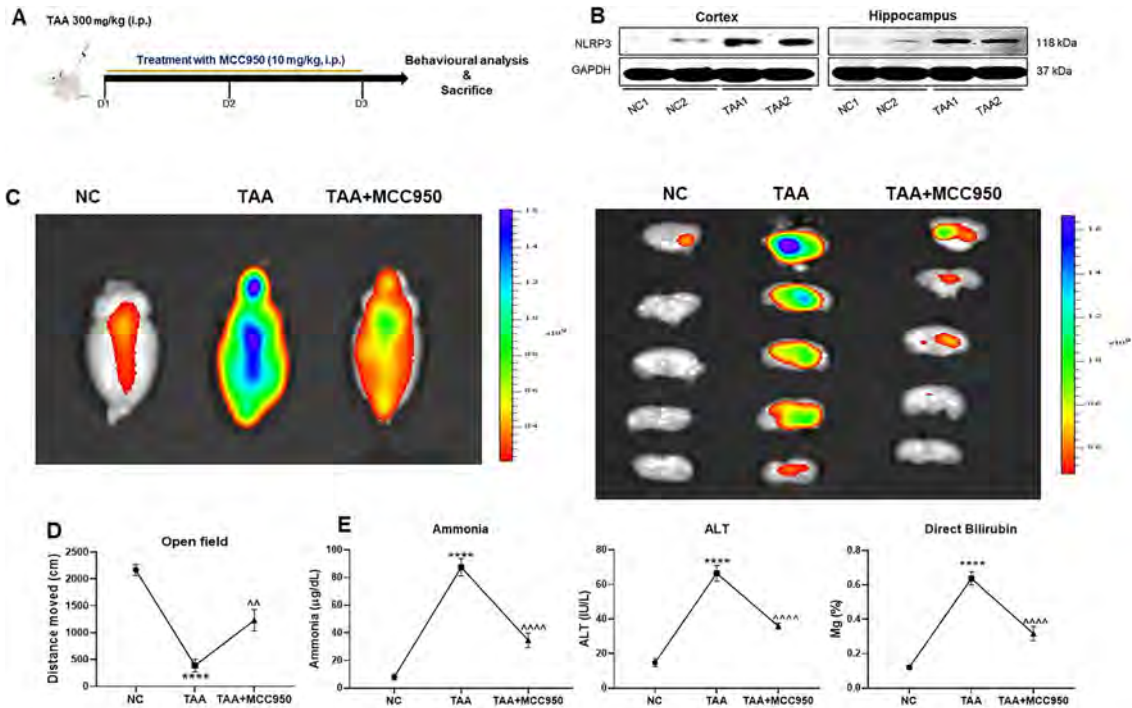 A
TAA 300 mg/kg (i.p.)
Treatment with MCC950 (10 mg/kg, i.p.)
D1
D2
D3
Behavioural analysis
&
Sacrifice
B
Cortex
Hippocampus
NLRP3
118 kDa
GAPDH
37 kDa
NC1
NC2
TAA1
TAA2
NC1
NC2
TAA1
TAA2
C
NC
TAA
TAA+MCC950
NC
TAA
TAA+MCC950
D
Open field
Distance moved (cm)
2500
2000
1500
1000
500
0
****
^^
NC
TAA
TAA+MCC950
E
Ammonia
Ammonia (µg/dL)
100
80
60
40
20
0
****
^^^^
NC
TAA
TAA+MCC950
ALT
ALT (IU/L)
80
60
40
20
0
****
^^^^
NC
TAA
TAA+MCC950
Direct Bilirubin
Mg (%)
0.8
0.6
0.4
0.2
0.0
****
^^^^
NC
TAA
TAA+MCC950